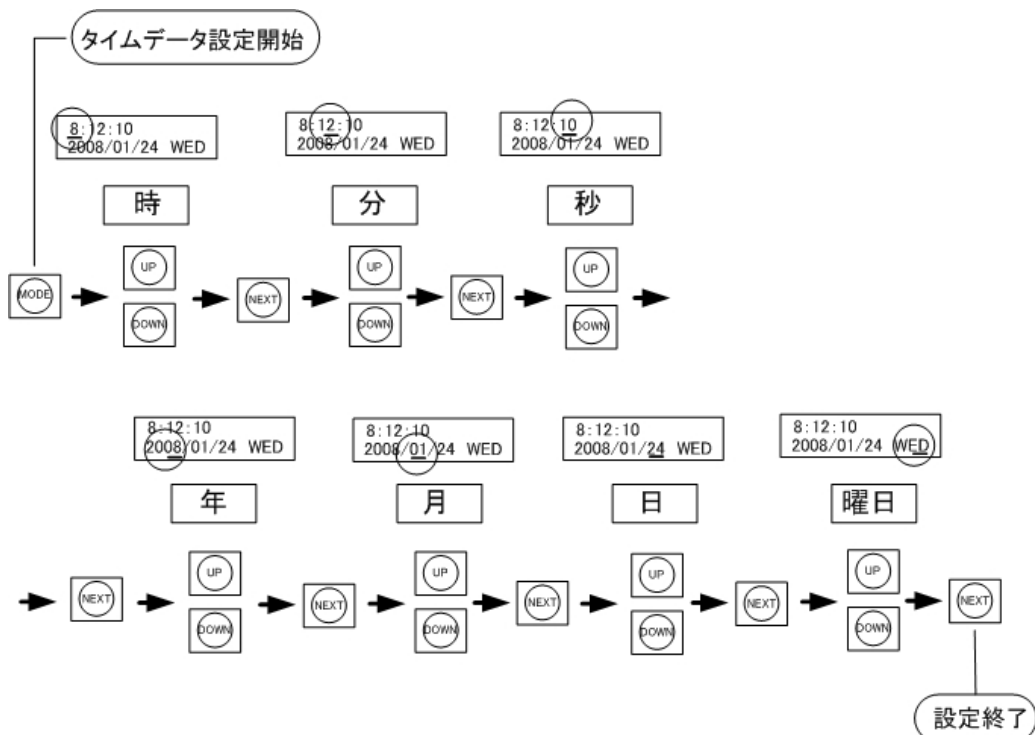 タイムデータ設定開始
8:12:10
2008/01/24 WED
8:12:10
2008/01/24 WED
8:12:10
2008/01/24 WED
時
分
秒
UP
UP
UP
MODE
NEXT
NEXT
DOWN
DOWN
DOWN
8:12:10
2008/01/24 WED
8:12:10
2008/01/24 WED
8:12:10
2008/01/24 WED
8:12:10
2008/01/24 WED
年
月
日
曜日
UP
UP
UP
UP
NEXT
NEXT
NEXT
NEXT
NEXT
DOWN
DOWN
DOWN
DOWN
設定終了